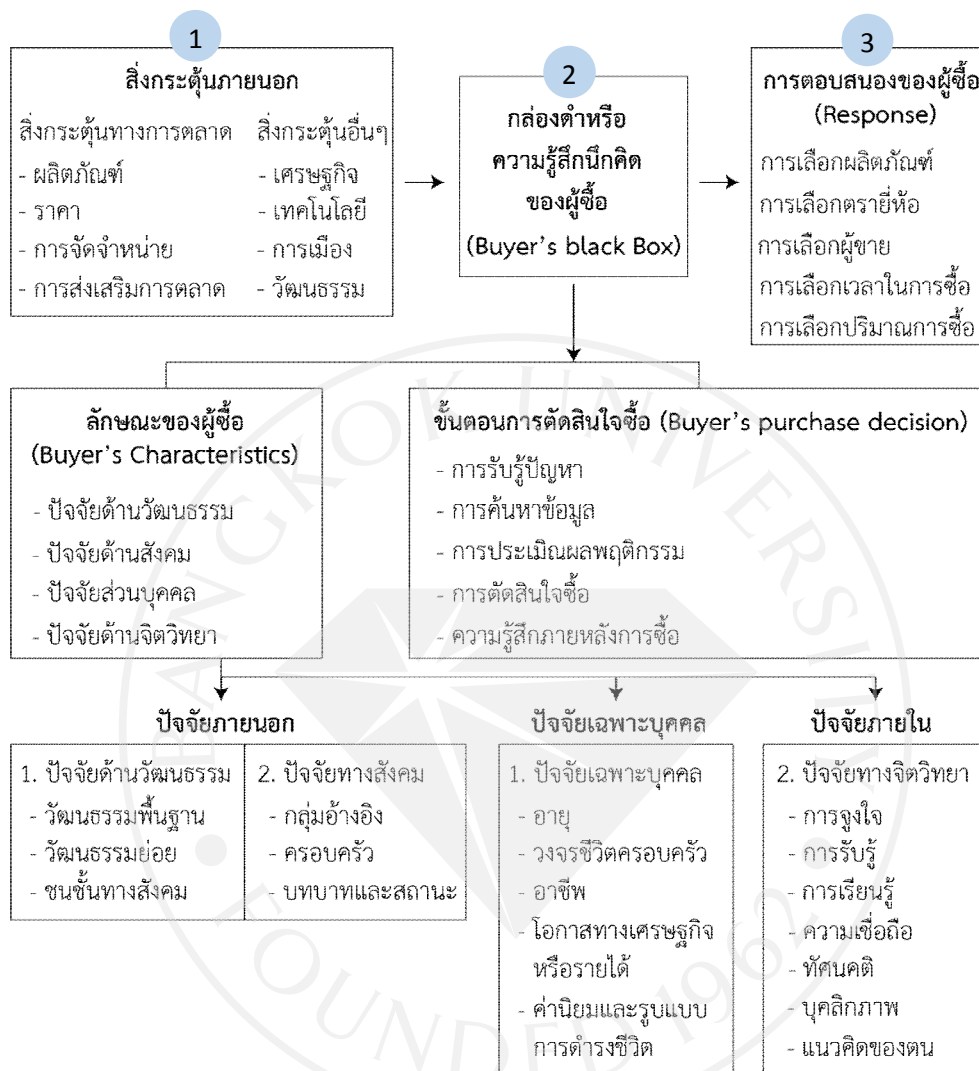 1
สิ่งกระตุ้นภายนอก
สิ่งกระตุ้นทางการตลาด
- ผลิตภัณฑ์
- ราคา
- การจัดจำหน่าย
- การส่งเสริมการตลาด
สิ่งกระตุ้นอื่นๆ
- เศรษฐกิจ
- เทคโนโลยี
- การเมือง
- วัฒนธรรม
2
กล่องดำหรือ
ความรู้สึกนึกคิด
ของผู้ซื้อ
(Buyer's black Box)
3
การตอบสนองของผู้ซื้อ
(Response)
การเลือกผลิตภัณฑ์
การเลือกตรายี่ห้อ
การเลือกผู้ขาย
การเลือกเวลาในการซื้อ
การเลือกปริมาณการซื้อ
ลักษณะของผู้ซื้อ
(Buyer's Characteristics)
- ปัจจัยด้านวัฒนธรรม
- ปัจจัยด้านสังคม
- ปัจจัยส่วนบุคคล
- ปัจจัยด้านจิตวิทยา
ขั้นตอนการตัดสินใจซื้อ (Buyer's purchase decision)
- การรับรู้ปัญหา
- การค้นหาข้อมูล
- การประเมินผลพฤติกรรม
- การตัดสินใจซื้อ
- ความรู้สึกภายหลังการซื้อ
ปัจจัยภายนอก
1. ปัจจัยด้านวัฒนธรรม
- วัฒนธรรมพื้นฐาน
- วัฒนธรรมย่อย
- ชนชั้นทางสังคม
2. ปัจจัยทางสังคม
- กลุ่มอ้างอิง
- ครอบครัว
- บทบาทและสถานะ
ปัจจัยเฉพาะบุคคล
1. ปัจจัยเฉพาะบุคคล
- อายุ
- วงจรชีวิตครอบครัว
- อาชีพ
- โอกาสทางเศรษฐกิจ
หรือรายได้
- ค่านิยมและรูปแบบ
การดำรงชีวิต
ปัจจัยภายใน
2. ปัจจัยทางจิตวิทยา
- การจูงใจ
- การรับรู้
- การเรียนรู้
- ความเชื่อถือ
- ทัศนคติ
- บุคลิกภาพ
- แนวคิดของตน
BANGKOK UNIVERSITY
FOUNDED 1962